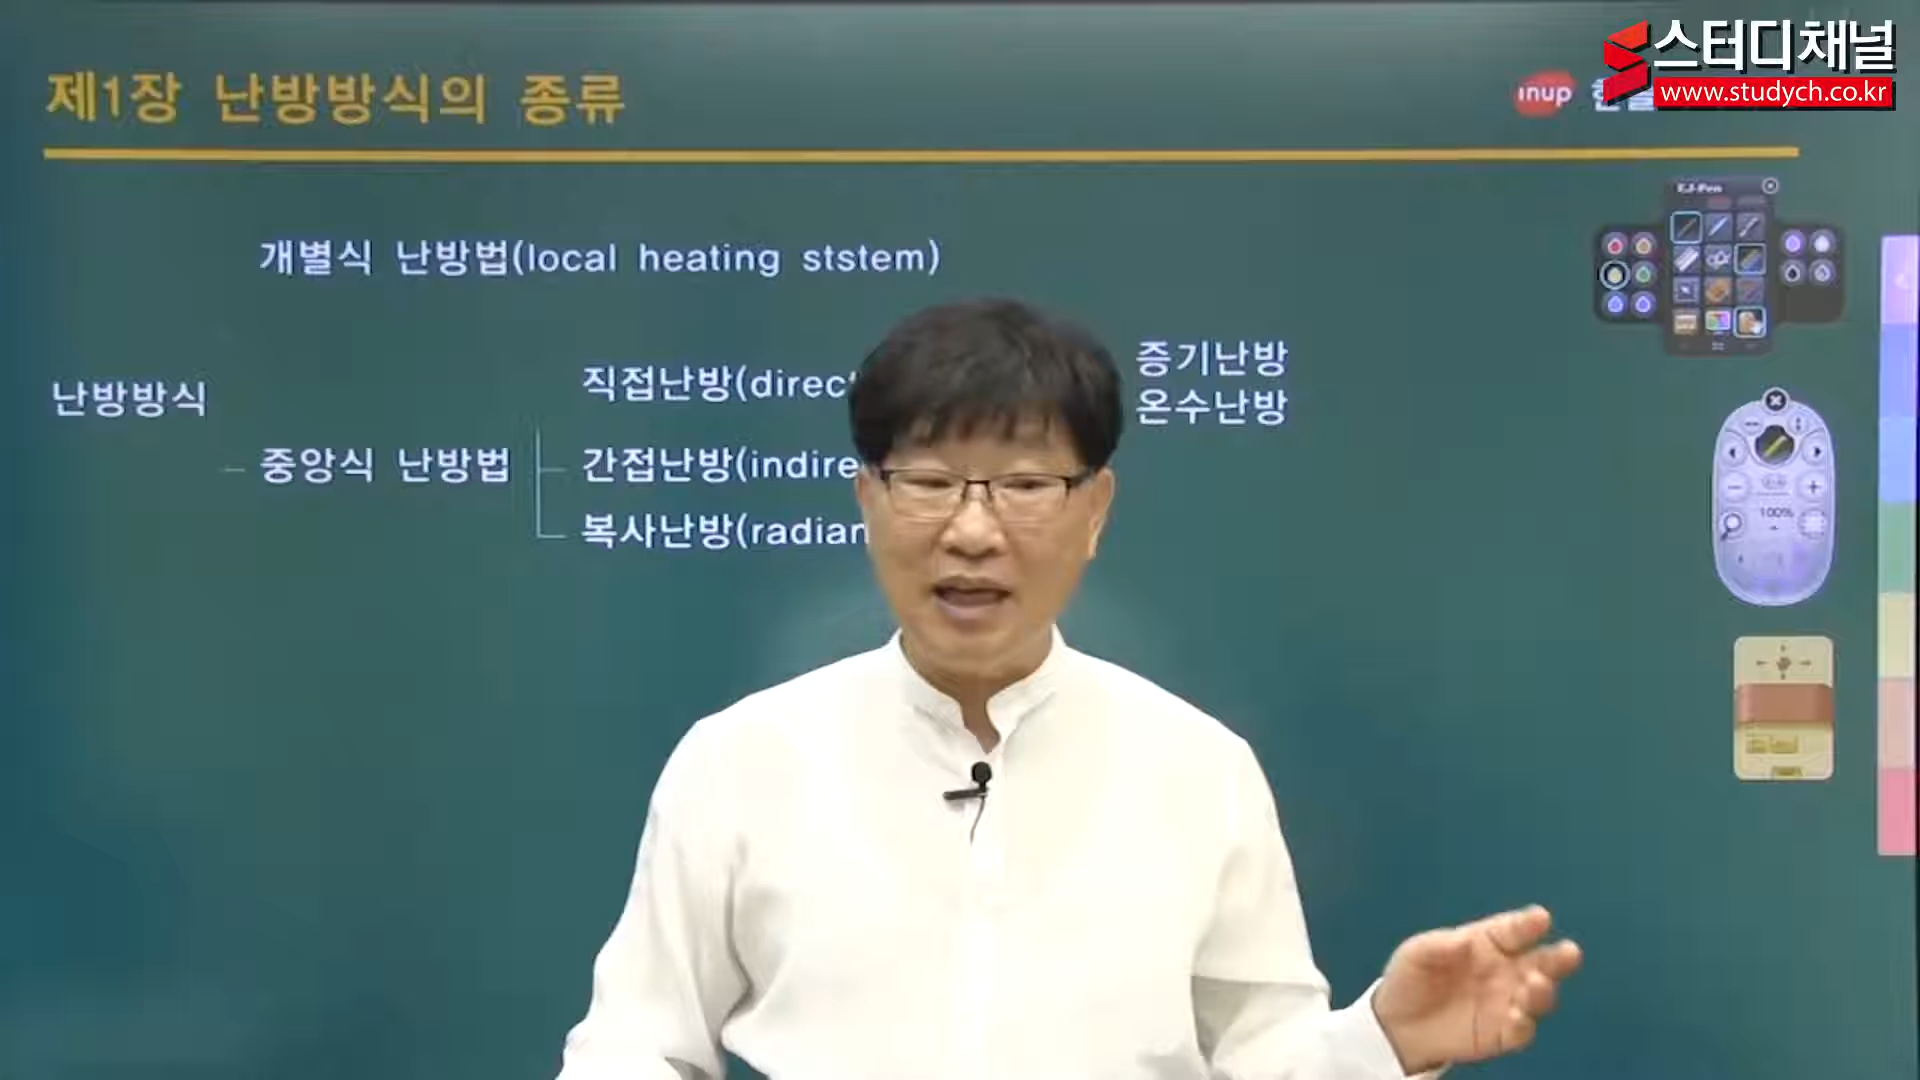 제1장 난방방식의 종류
inup
스터디채널
www.studych.co.kr
개별식 난방법(local heating ststem)
난방방식
중앙식 난방법
직접난방(direct
증기난방
온수난방
간접난방(indire
복사난방(radian
100%